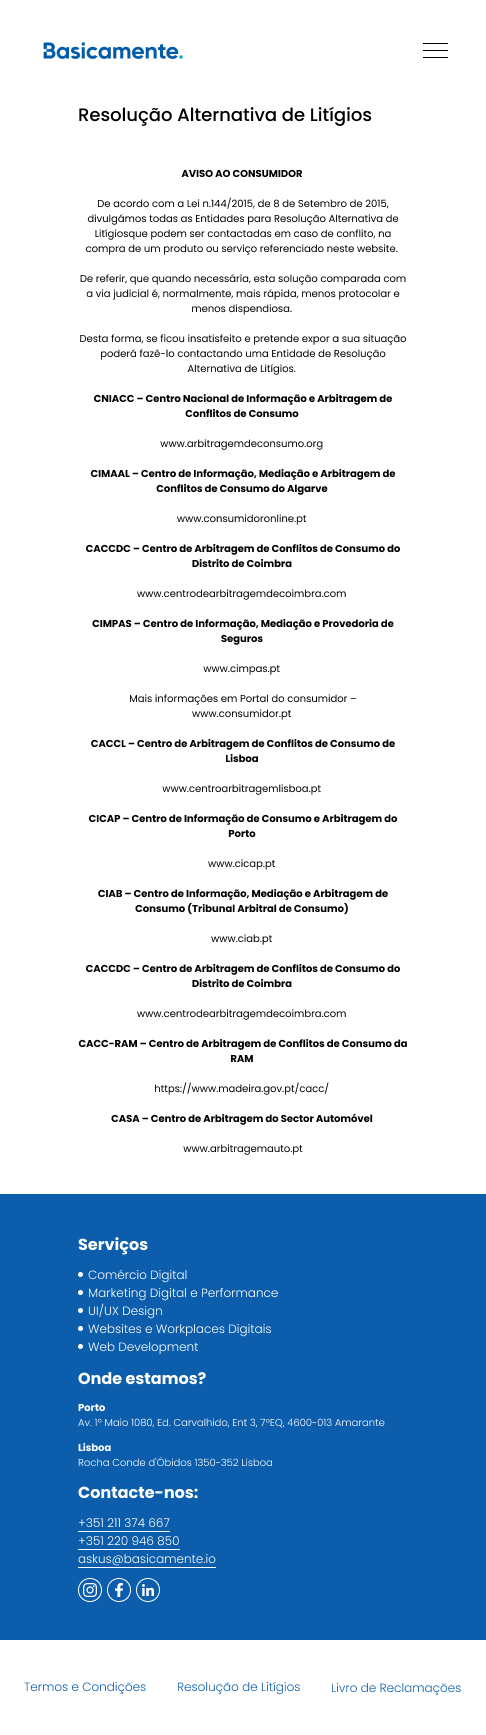 Basicamente.
Resolução Alternativa de Litígios
AVISO AO CONSUMIDOR
De acordo com a Lei n.144/2015, de 8 de Setembro de 2015,
divulgámos todas as Entidades para Resolução Alternativa de
Litígiosque podem ser contactadas em caso de conflito, na
compra de um produto ou serviço referenciado neste website.
De referir, que quando necessária, esta solução comparada com
a via judicial é, normalmente, mais rápida, menos protocolar e
menos dispendiosa.
Desta forma, se ficou insatisfeito e pretende expor a sua situação
poderá fazê-lo contactando uma Entidade de Resolução
Alternativa de Litígios.
CNIACC – Centro Nacional de Informação e Arbitragem de
Conflitos de Consumo
www.arbitragemdeconsumo.org
CIMAAL – Centro de Informação, Mediação e Arbitragem de
Conflitos de Consumo do Algarve
www.consumidoronline.pt
CACCDC – Centro de Arbitragem de Conflitos de Consumo do
Distrito de Coimbra
www.centrodearbitragemdecoimbra.com
CIMPAS – Centro de Informação, Mediação e Provedoria de
Seguros
www.cimpas.pt
Mais informações em Portal do consumidor –
www.consumidor.pt
CACCL – Centro de Arbitragem de Conflitos de Consumo de
Lisboa
www.centroarbitragemlisboa.pt
CICAP – Centro de Informação de Consumo e Arbitragem do
Porto
www.cicap.pt
CIAB – Centro de Informação, Mediação e Arbitragem de
Consumo (Tribunal Arbitral de Consumo)
www.ciab.pt
CACCDC – Centro de Arbitragem de Conflitos de Consumo do
Distrito de Coimbra
www.centrodearbitragemdecoimbra.com
CACC-RAM – Centro de Arbitragem de Conflitos de Consumo da
RAM
https://www.madeira.gov.pt/cacc/
CASA – Centro de Arbitragem do Sector Automóvel
www.arbitragemauto.pt
Serviços
Comércio Digital
Marketing Digital e Performance
UI/UX Design
Websites e Workplaces Digitais
Web Development
Onde estamos?
Porto
Av. 1º Maio 1080, Ed. Carvalhido, Ent 3, 7ºEQ, 4600-013 Amarante
Lisboa
Rocha Conde d'Óbidos 1350-352 Lisboa
Contacte-nos:
+351 211 374 667
+351 220 946 850
askus@basicamente.io
Termos e Condições Resolução de Litígios Livro de Reclamações